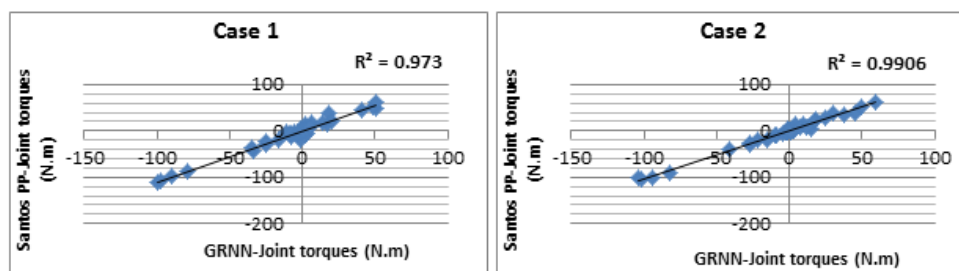 Case 1
R² = 0.973
Santos PP-Joint torques
(N.m)
100
0
-100
-200
-150 -100 -50 0 50 100
GRNN-Joint torques (N.m)
Case 2
R² = 0.9906
Santos PP-Joint torques
(N.m)
100
0
-100
-200
-150 -100 -50 0 50 100
GRNN-Joint torques (N.m)